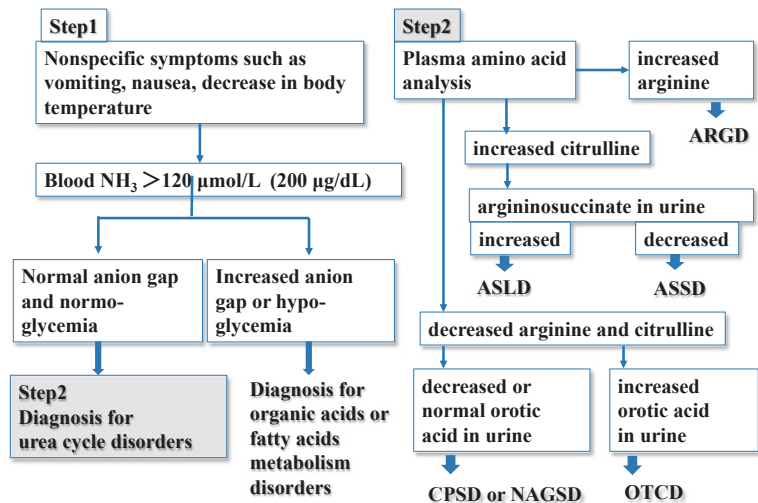 Step1
Nonspecific symptoms such as
vomiting, nausea, decrease in body
temperature
Blood NH₃ >120 μmol/L (200 μg/dL)
Normal anion gap
and normo-
glycemia
Increased anion
gap or hypo-
glycemia
Step2
Diagnosis for
urea cycle disorders
Diagnosis for
organic acids or
fatty acids
metabolism
disorders
Step2
Plasma amino acid
analysis
increased
arginine
ARGD
increased citrulline
argininosuccinate in urine
increased
decreased
ASLD
ASSD
decreased arginine and citrulline
decreased or
normal orotic
acid in urine
increased
orotic acid
in urine
CPSD or NAGSD
OTCD